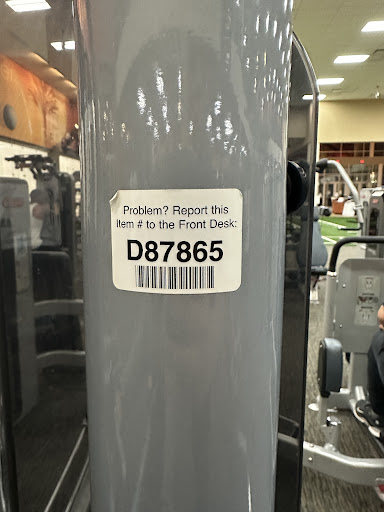 Problem? Report this
Item # to the Front Desk:
D87865